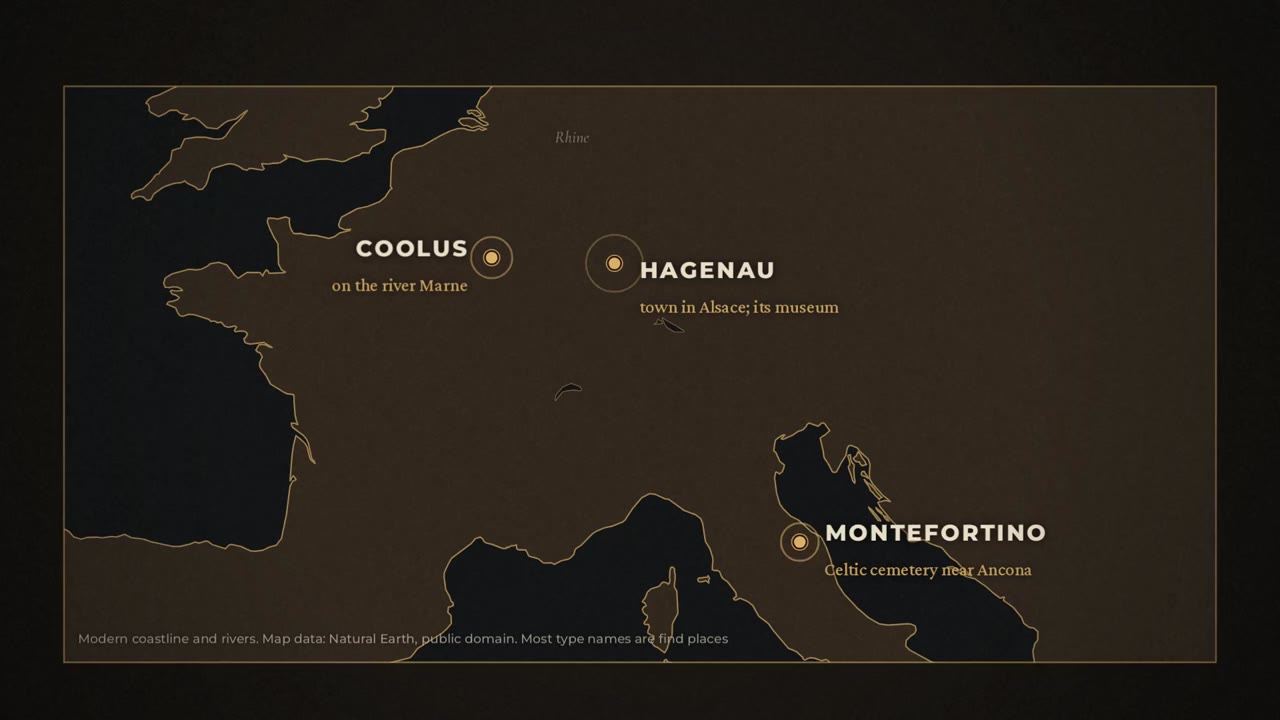 Rhine
COOLUS
on the river Marne
HAGENAU
town in Alsace; its museum
MONTEFORTINO
Celtic cemetery near Ancona
Modern coastline and rivers. Map data: Natural Earth, public domain. Most type names are find places